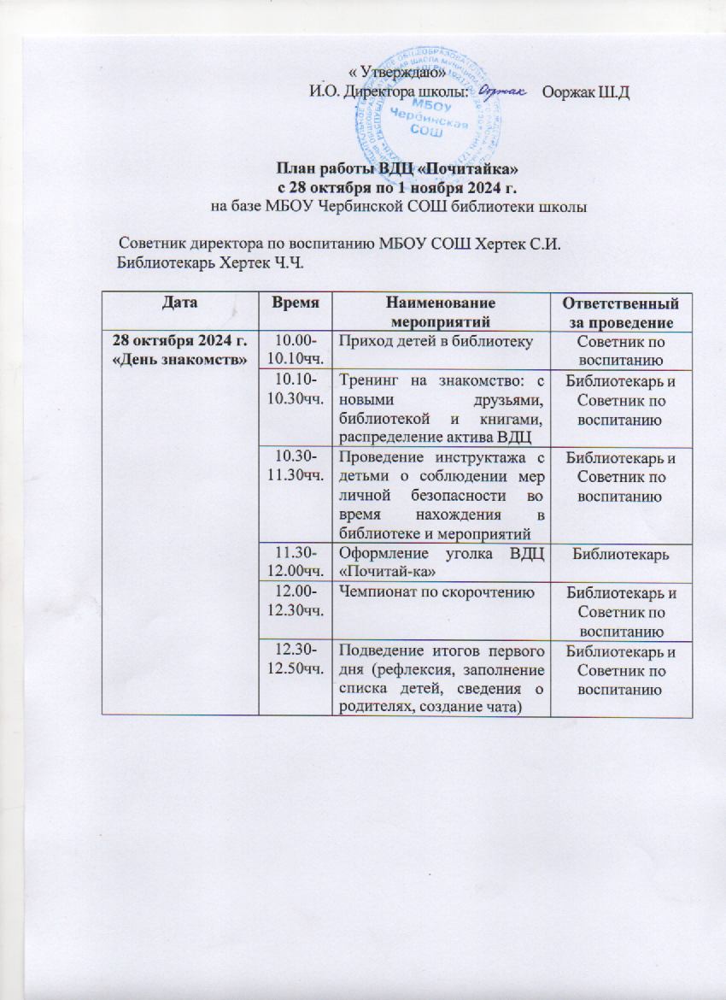 « Утверждаю»
И.О. Директора школы: Ооржак Ооржак Ш.Д
МБОУ
Чербинская
СОШ
План работы ВДЦ «Почитайка»
с 28 октября по 1 ноября 2024 г.
на базе МБОУ Чербинской СОШ библиотеки школы
Советник директора по воспитанию МБОУ СОШ Хертек С.И.
Библиотекарь Хертек Ч.Ч.
Дата
Время
Наименование
мероприятий
Ответственный
за проведение
28 октября 2024 г.
«День знакомств»
10.00-
10.10чч.
Приход детей в библиотеку
Советник по
воспитанию
10.10-
10.30чч.
Тренинг на знакомство: с
новыми друзьями,
библиотекой и книгами,
распределение актива ВДЦ
Библиотекарь и
Советник по
воспитанию
10.30-
11.30чч.
Проведение инструктажа с
детьми о соблюдении мер
личной безопасности во
время нахождения в
библиотеке и мероприятий
Библиотекарь и
Советник по
воспитанию
11.30-
12.00чч.
Оформление уголка ВДЦ
«Почитай-ка»
Библиотекарь
12.00-
12.30чч.
Чемпионат по скорочтению
Библиотекарь и
Советник по
воспитанию
12.30-
12.50чч.
Подведение итогов первого
дня (рефлексия, заполнение
списка детей, сведения о
родителях, создание чата)
Библиотекарь и
Советник по
воспитанию